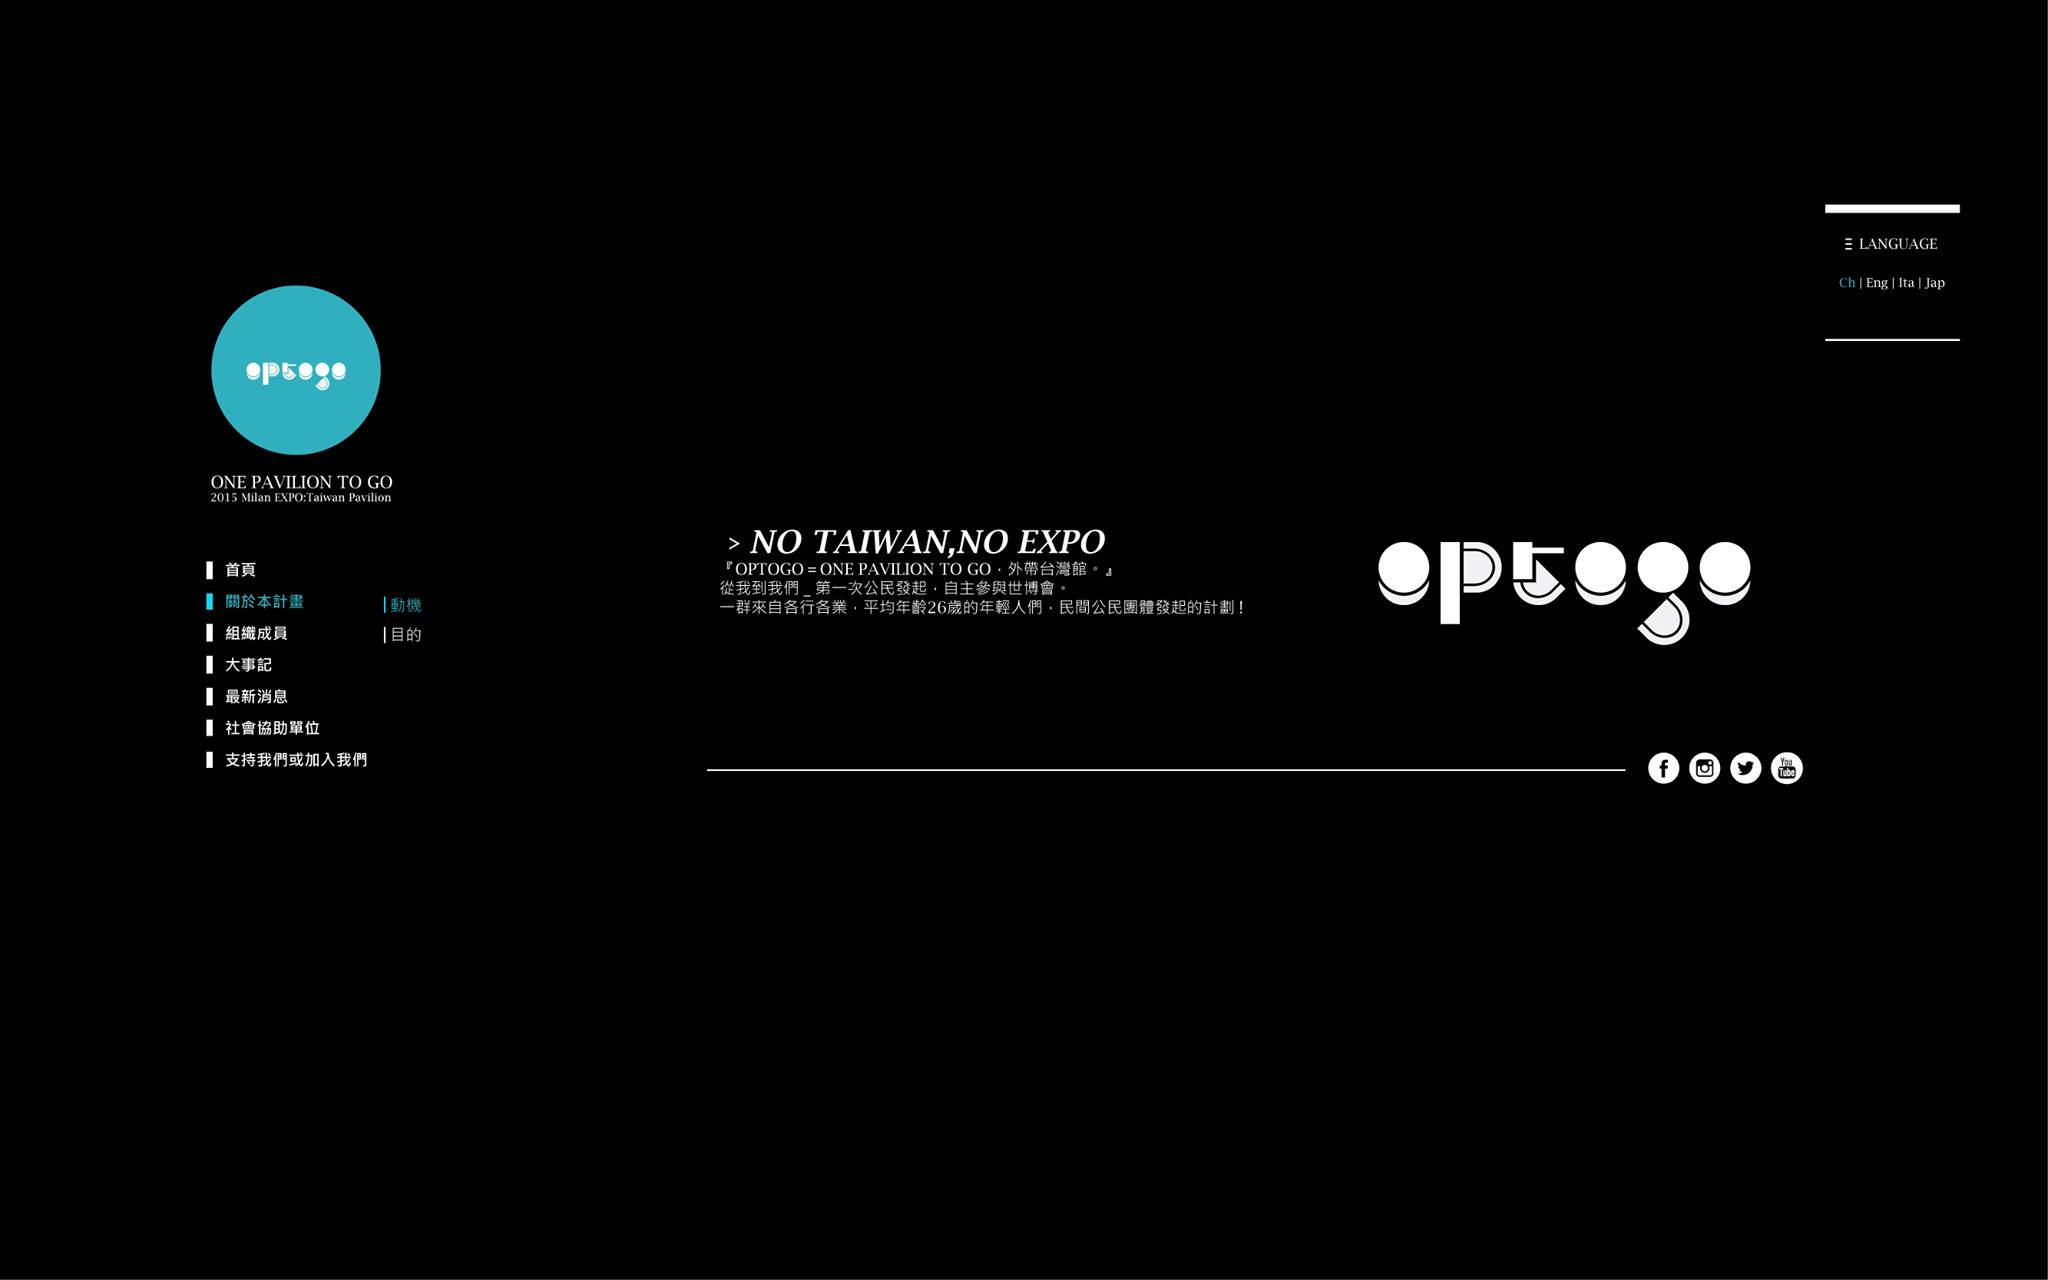 LANGUAGE
Ch | Eng | Ita | Jap
optogo
ONE PAVILION TO GO
2015 Milan EXPO:Taiwan Pavilion
首頁
關於本計畫
動機
目的
組織成員
大事記
最新消息
社會協助單位
支持我們或加入我們
> NO TAIWAN,NO EXPO
『OPTOGO = ONE PAVILION TO GO，外帶台灣館。』
從我到我們 _ 第一次公民發起，自主參與世博會。
一群來自各行各業，平均年齡26歲的年輕人們，民間公民團體發起的計劃！
optogo
You Tube